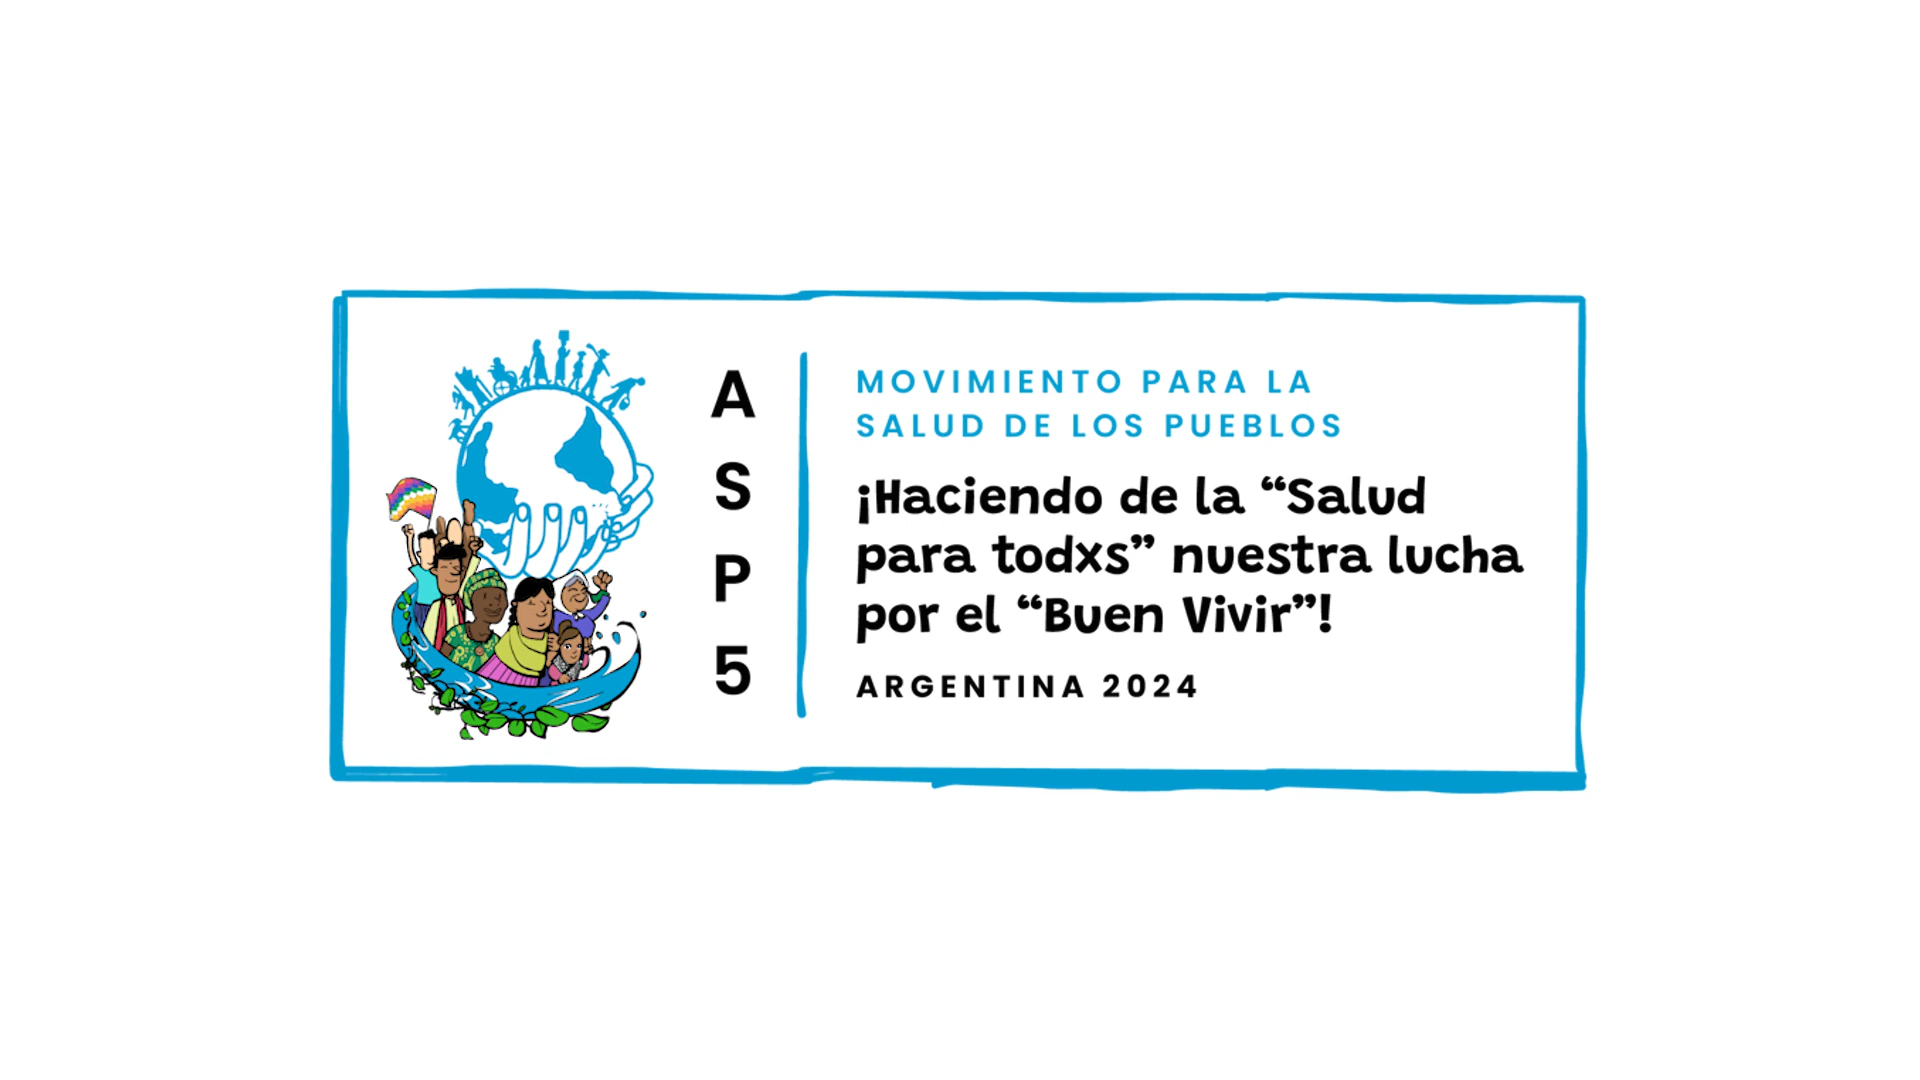 A
S
P
5
MOVIMIENTO PARA LA
SALUD DE LOS PUEBLOS
¡Haciendo de la “Salud
para todxs” nuestra lucha
por el “Buen Vivir”!
ARGENTINA 2024